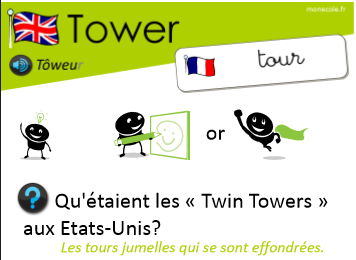 monecole.fr
Tower
Tôweur
tour
or
Qu'étaient les « Twin Towers »
aux Etats-Unis?
Les tours jumelles qui se sont effondrées.